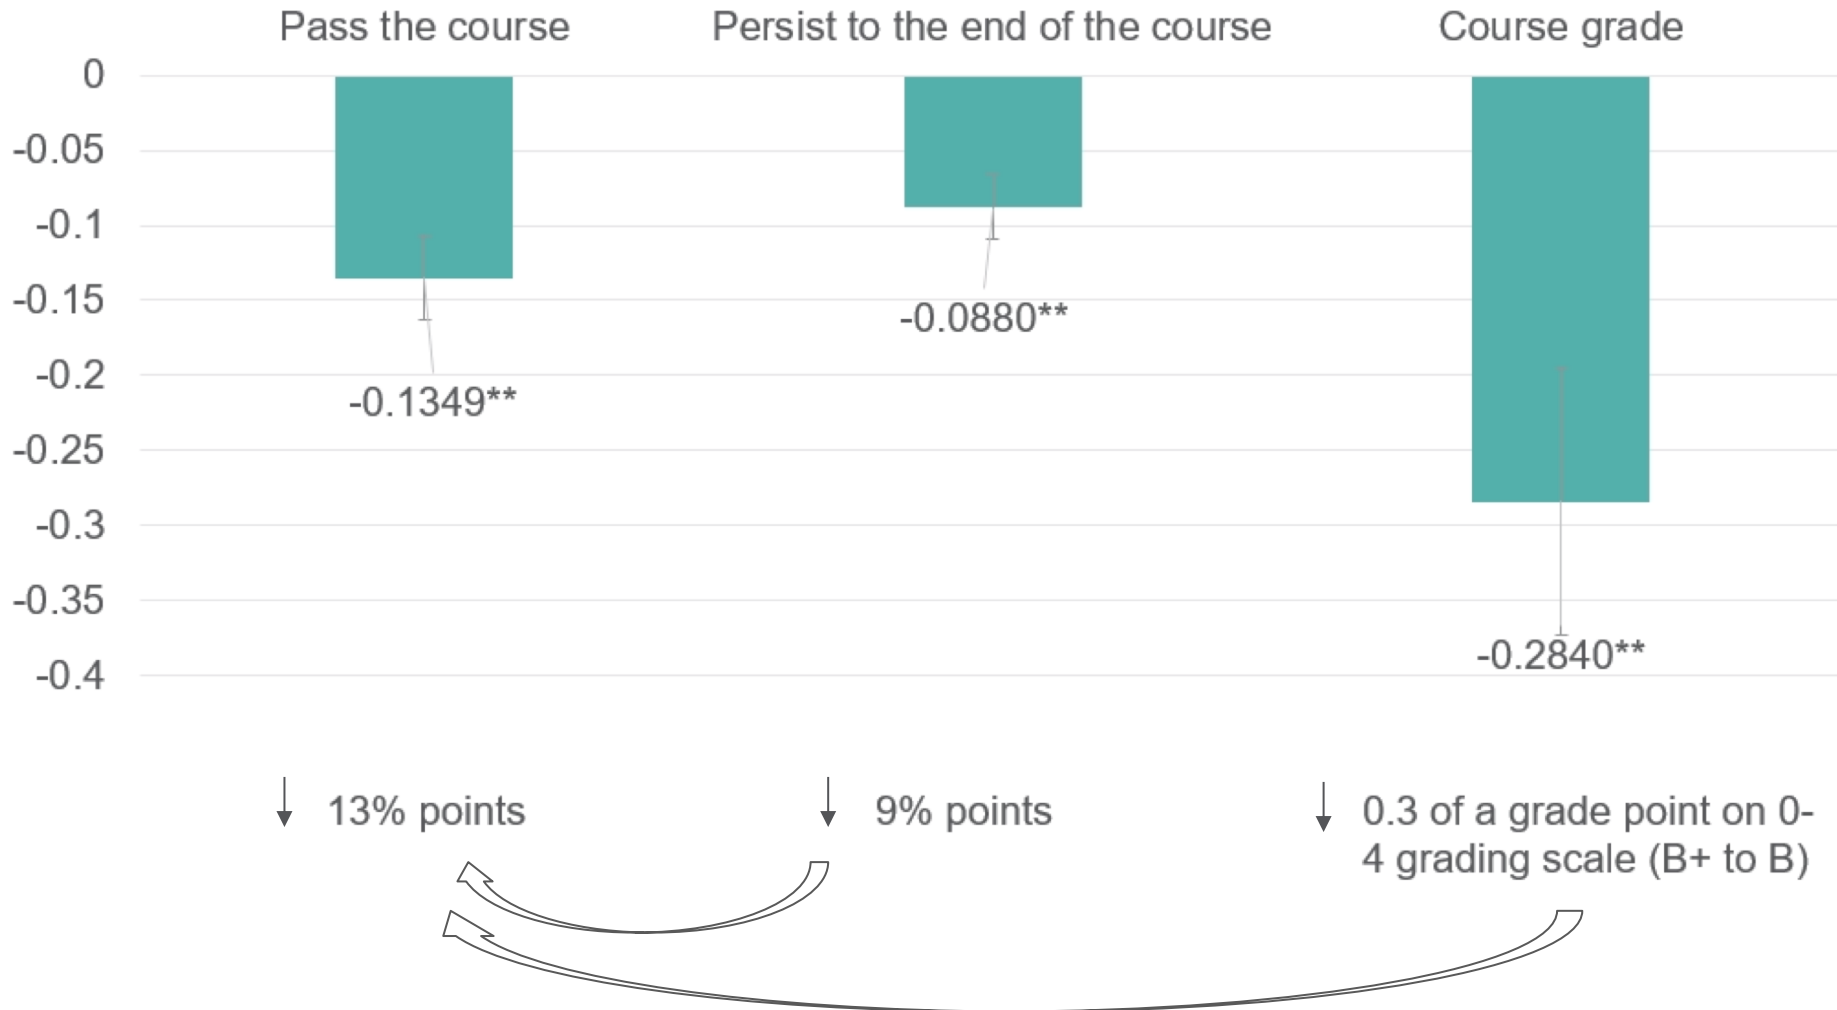 Pass the course
Persist to the end of the course
Course grade
0
-0.05
-0.1
-0.15
-0.2
-0.25
-0.3
-0.35
-0.4
-0.1349**
-0.0880**
-0.2840**
13% points
9% points
0.3 of a grade point on 0-
4 grading scale (B+ to B)